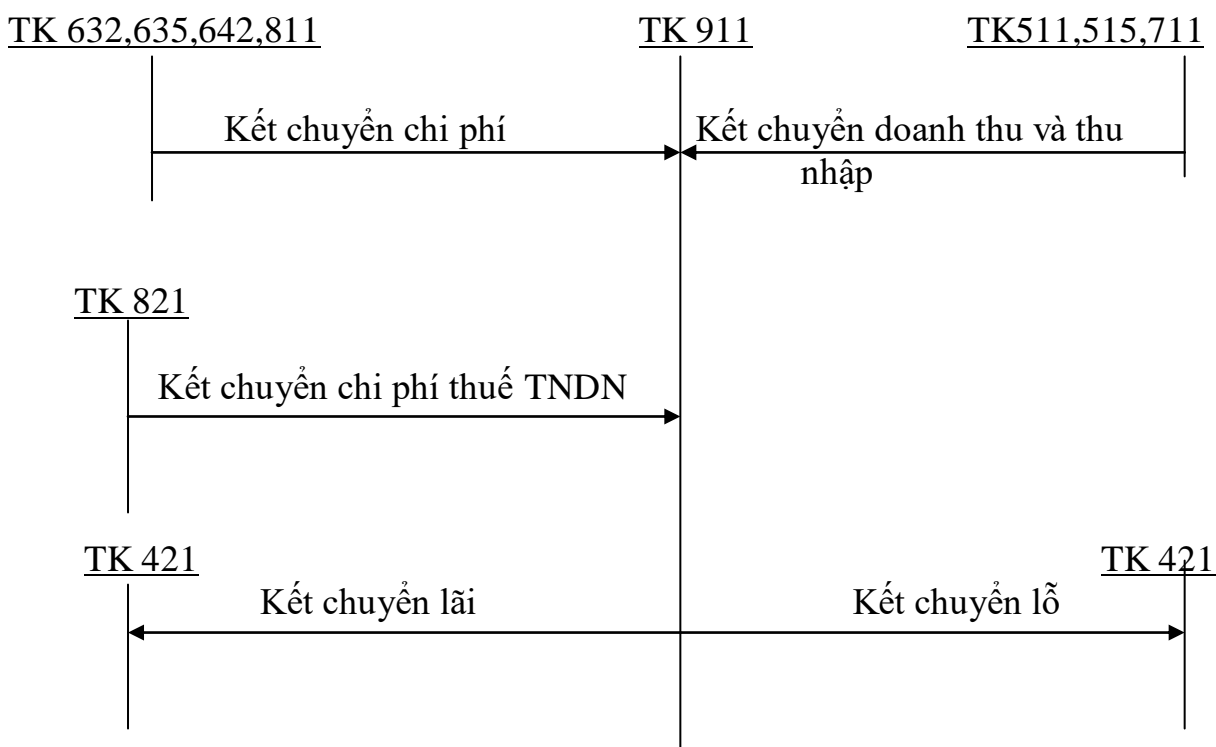 TK 632,635,642,811
TK 911
TK511,515,711
Kết chuyển chi phí
Kết chuyển doanh thu và thu
nhập
TK 821
Kết chuyển chi phí thuế TNDN
TK 421
TK 421
Kết chuyển lãi
Kết chuyển lỗ